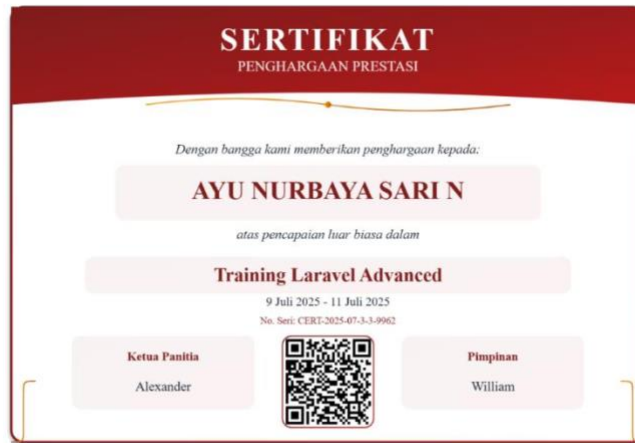 SERTIFIKAT
PENGHARGAAN PRESTASI
Dengan bangga kami memberikan penghargaan kepada:
AYU NURBAYA SARI N
atas pencapaian luar biasa dalam
Training Laravel Advanced
9 Juli 2025 - 11 Juli 2025
No. Seri: CERT-2025-07-3-3-9962
Ketua Panitia
Alexander
Pimpinan
William